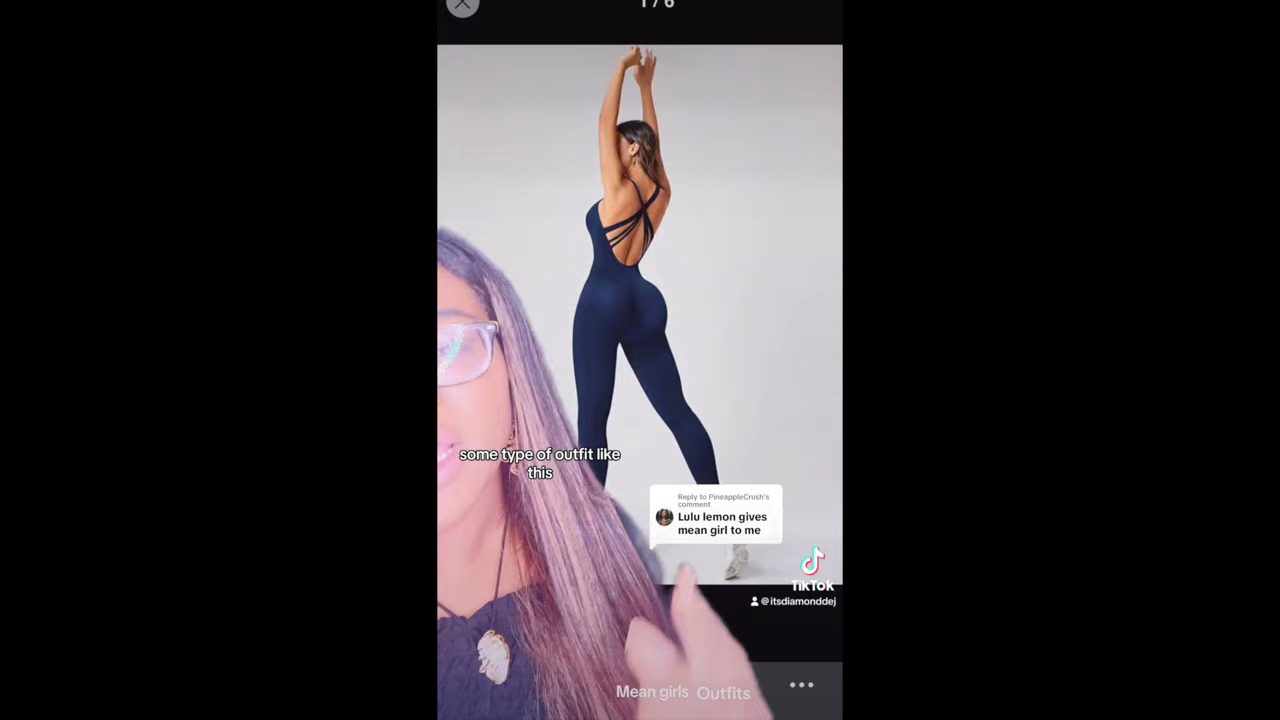 1 / 6
some type of outfit like
this
Reply to PineappleCrush's
comment
Lulu lemon gives
mean girl to me
TikTok
@itsdiamonddej
Mean girls Outfits